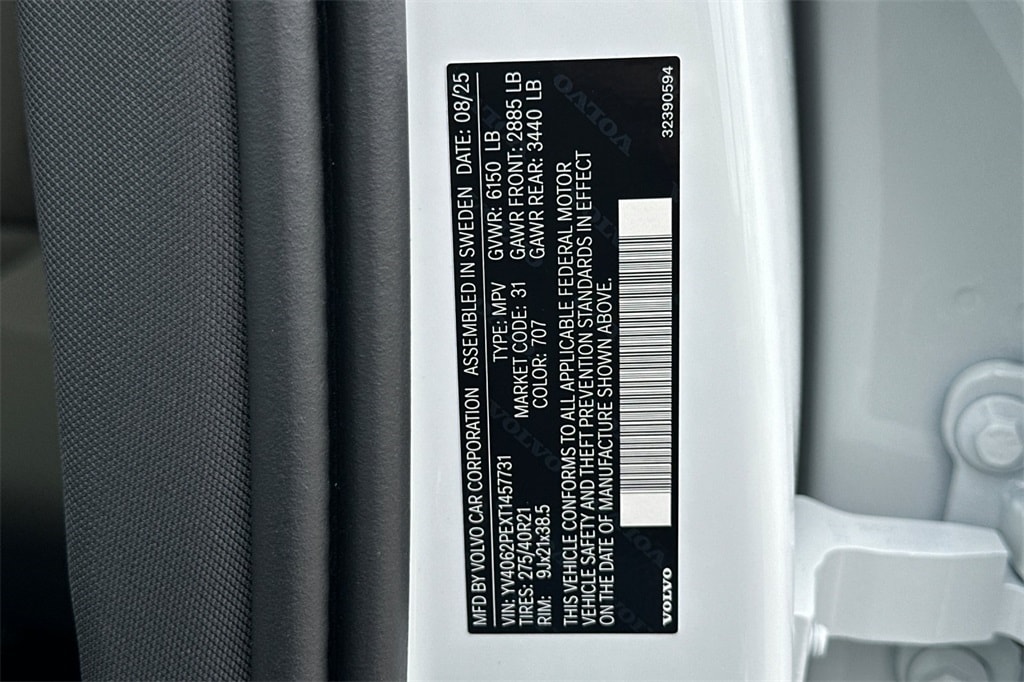 MFD BY VOLVO CAR CORPORATION ASSEMBLED IN SWEDEN DATE: 08/25
VIN: YV4062PEXT1457731 TYPE: MPV GVWR: 6150 LB
TIRES: 275/40R21 MARKET CODE: 31 GAWR FRONT: 2885 LB
RIM: 9Jx21x38.5 COLOR: 707 GAWR REAR: 3440 LB
THIS VEHICLE CONFORMS TO ALL APPLICABLE FEDERAL MOTOR
VEHICLE SAFETY AND THEFT PREVENTION STANDARDS IN EFFECT
ON THE DATE OF MANUFACTURE SHOWN ABOVE.
VOLVO 32390594